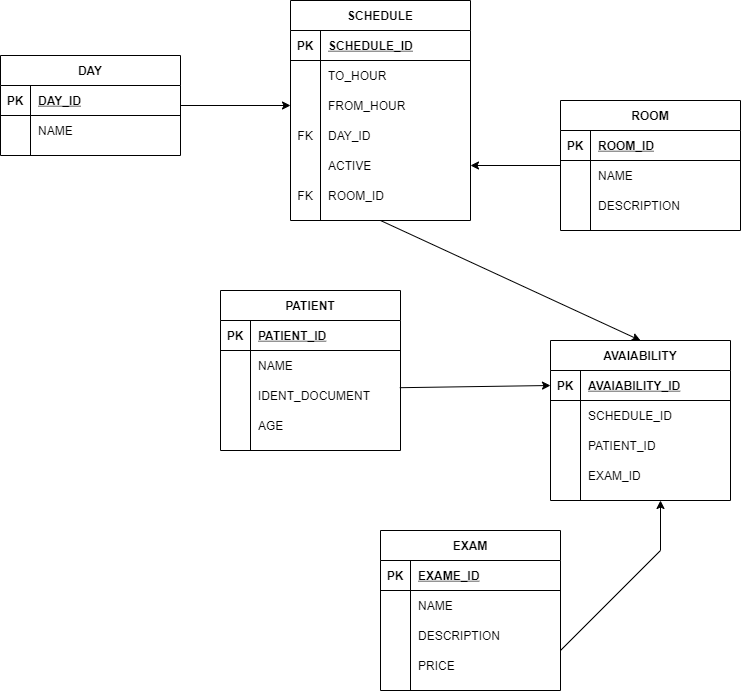 SCHEDULE
PK SCHEDULE_ID
TO_HOUR
FROM_HOUR
FK DAY_ID
ACTIVE
FK ROOM_ID
DAY
PK DAY_ID
NAME
ROOM
PK ROOM_ID
NAME
DESCRIPTION
PATIENT
PK PATIENT_ID
NAME
IDENT_DOCUMENT
AGE
AVAIABILITY
PK AVAIABILITY_ID
SCHEDULE_ID
PATIENT_ID
EXAM_ID
EXAM
PK EXAME_ID
NAME
DESCRIPTION
PRICE